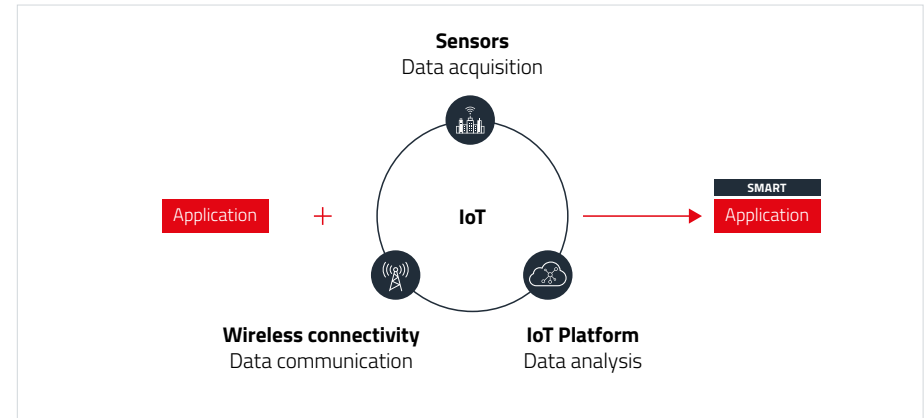 Sensors
Data acquisition
SMART
Application
+
IoT
Application
Wireless connectivity
Data communication
IoT Platform
Data analysis